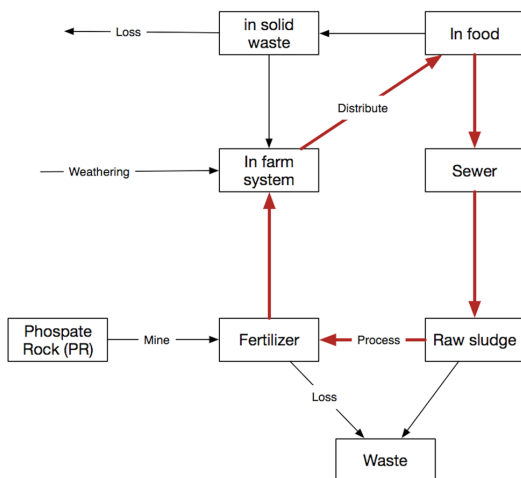 Loss
in solid
waste
In food
Distribute
Weathering
In farm
system
Sewer
Phospate
Rock (PR)
Mine
Fertilizer
Process
Raw sludge
Loss
Waste